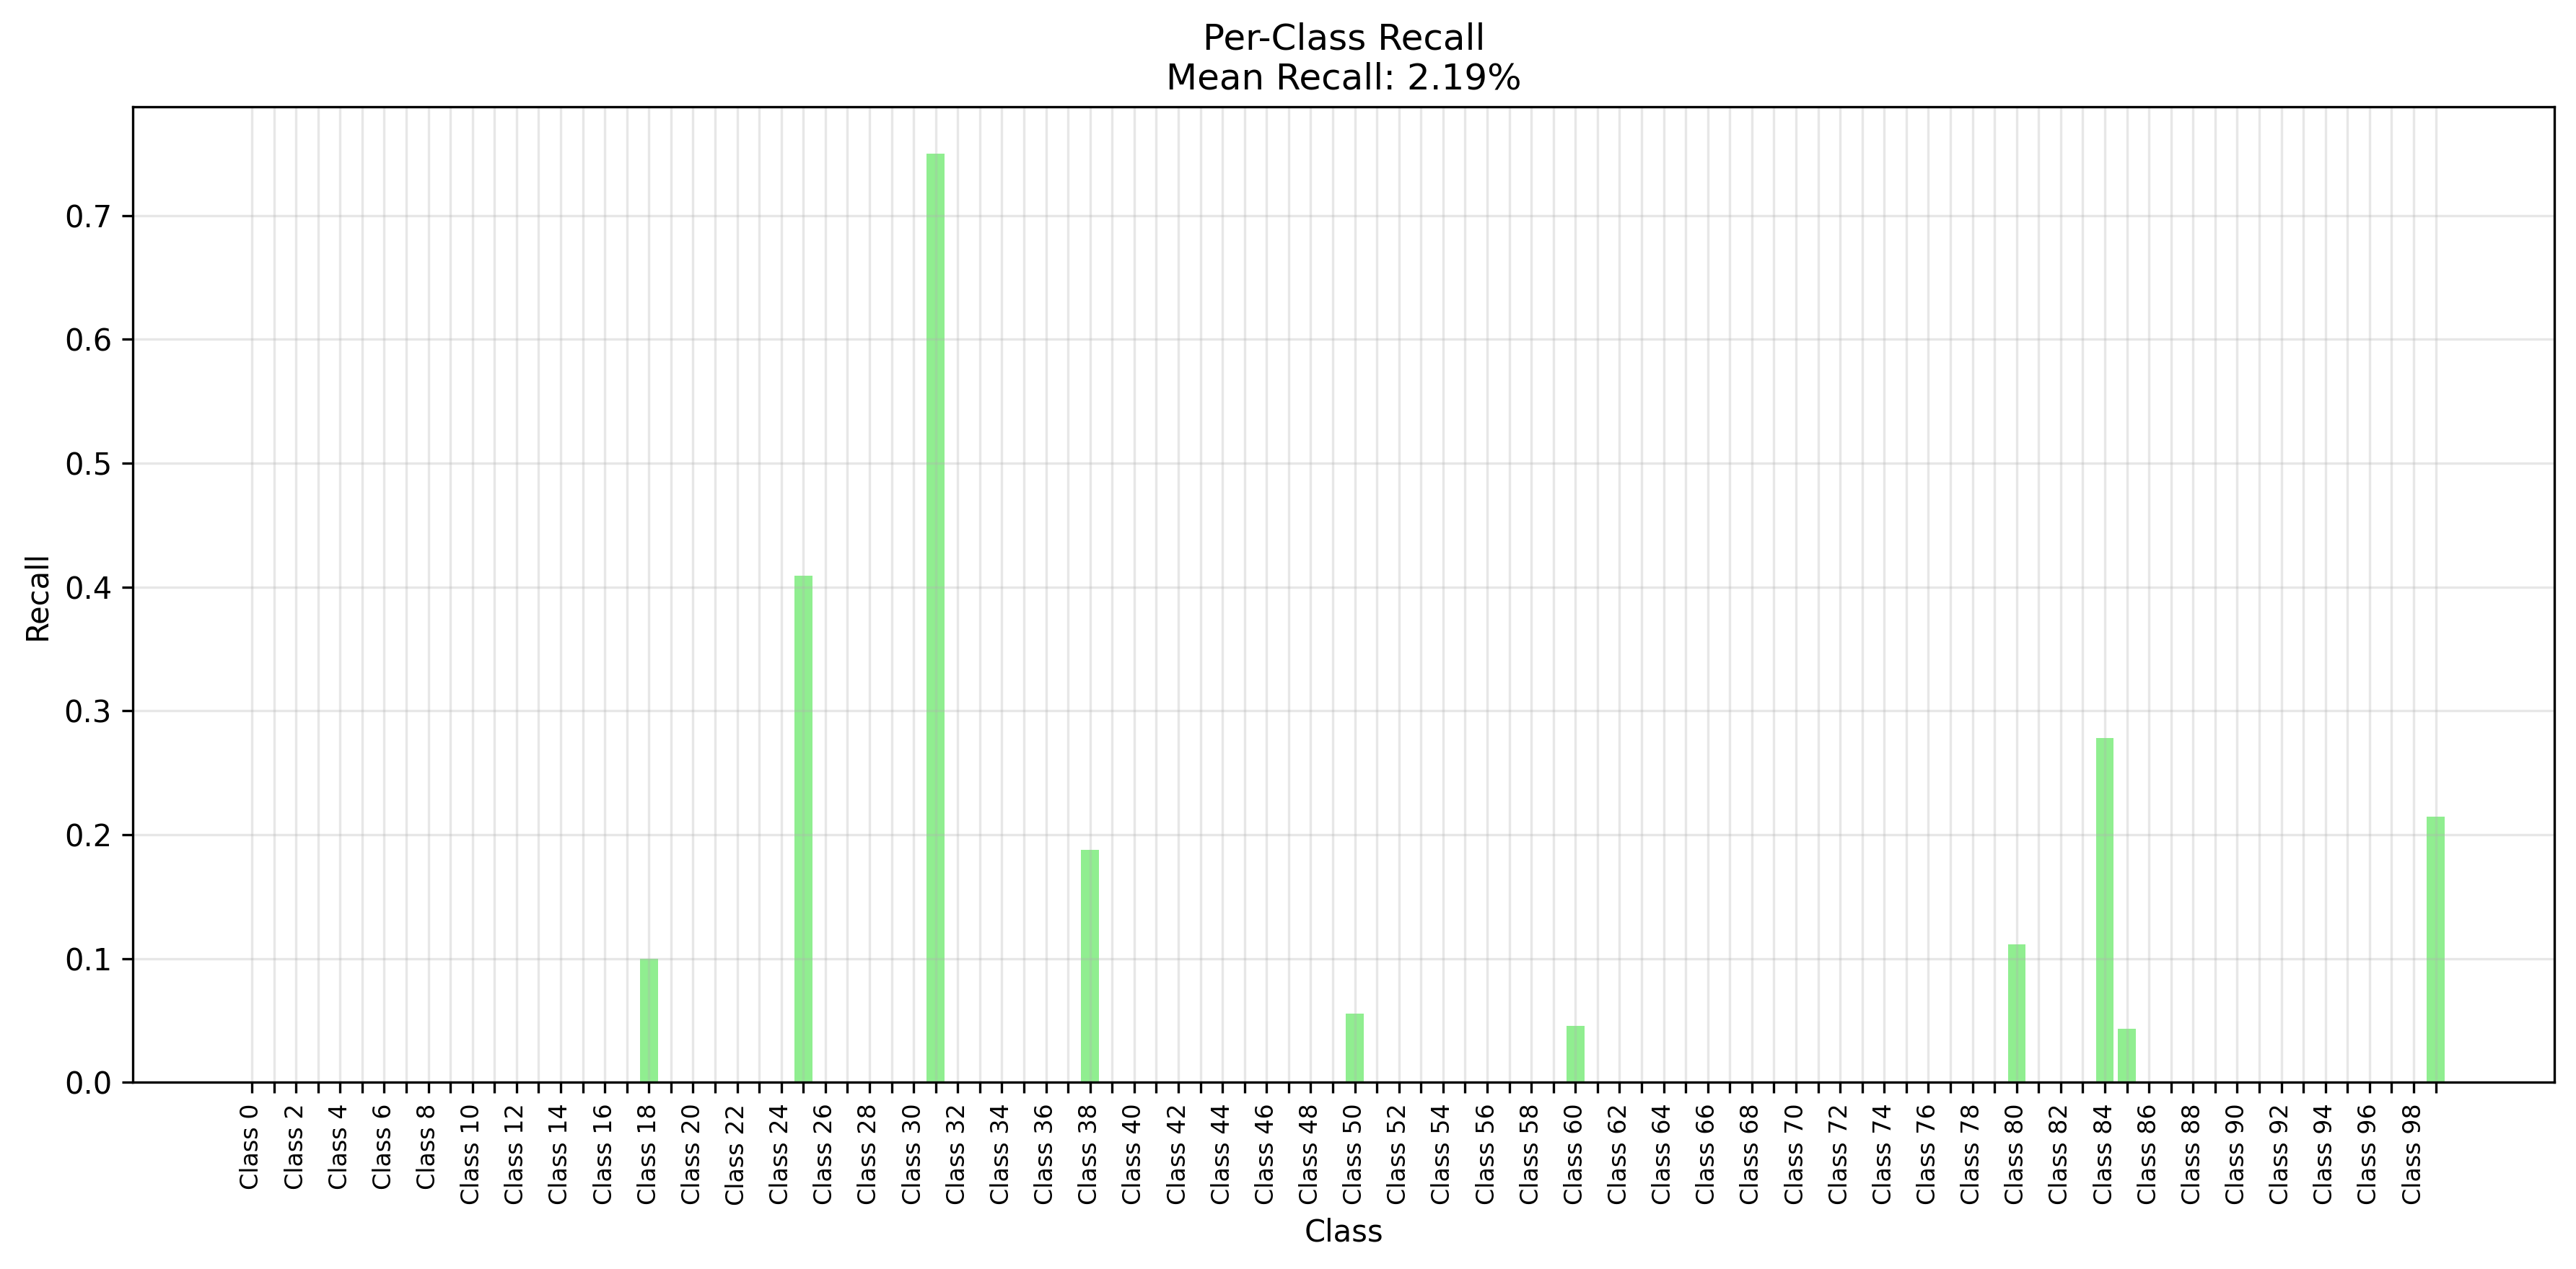 Per-Class Recall
Mean Recall: 2.19%
Recall
0.7
0.6
0.5
0.4
0.3
0.2
0.1
0.0
Class 0
Class 2
Class 4
Class 6
Class 8
Class 10
Class 12
Class 14
Class 16
Class 18
Class 20
Class 22
Class 24
Class 26
Class 28
Class 30
Class 32
Class 34
Class 36
Class 38
Class 40
Class 42
Class 44
Class 46
Class 48
Class 50
Class 52
Class 54
Class 56
Class 58
Class 60
Class 62
Class 64
Class 66
Class 68
Class 70
Class 72
Class 74
Class 76
Class 78
Class 80
Class 82
Class 84
Class 86
Class 88
Class 90
Class 92
Class 94
Class 96
Class 98
Class